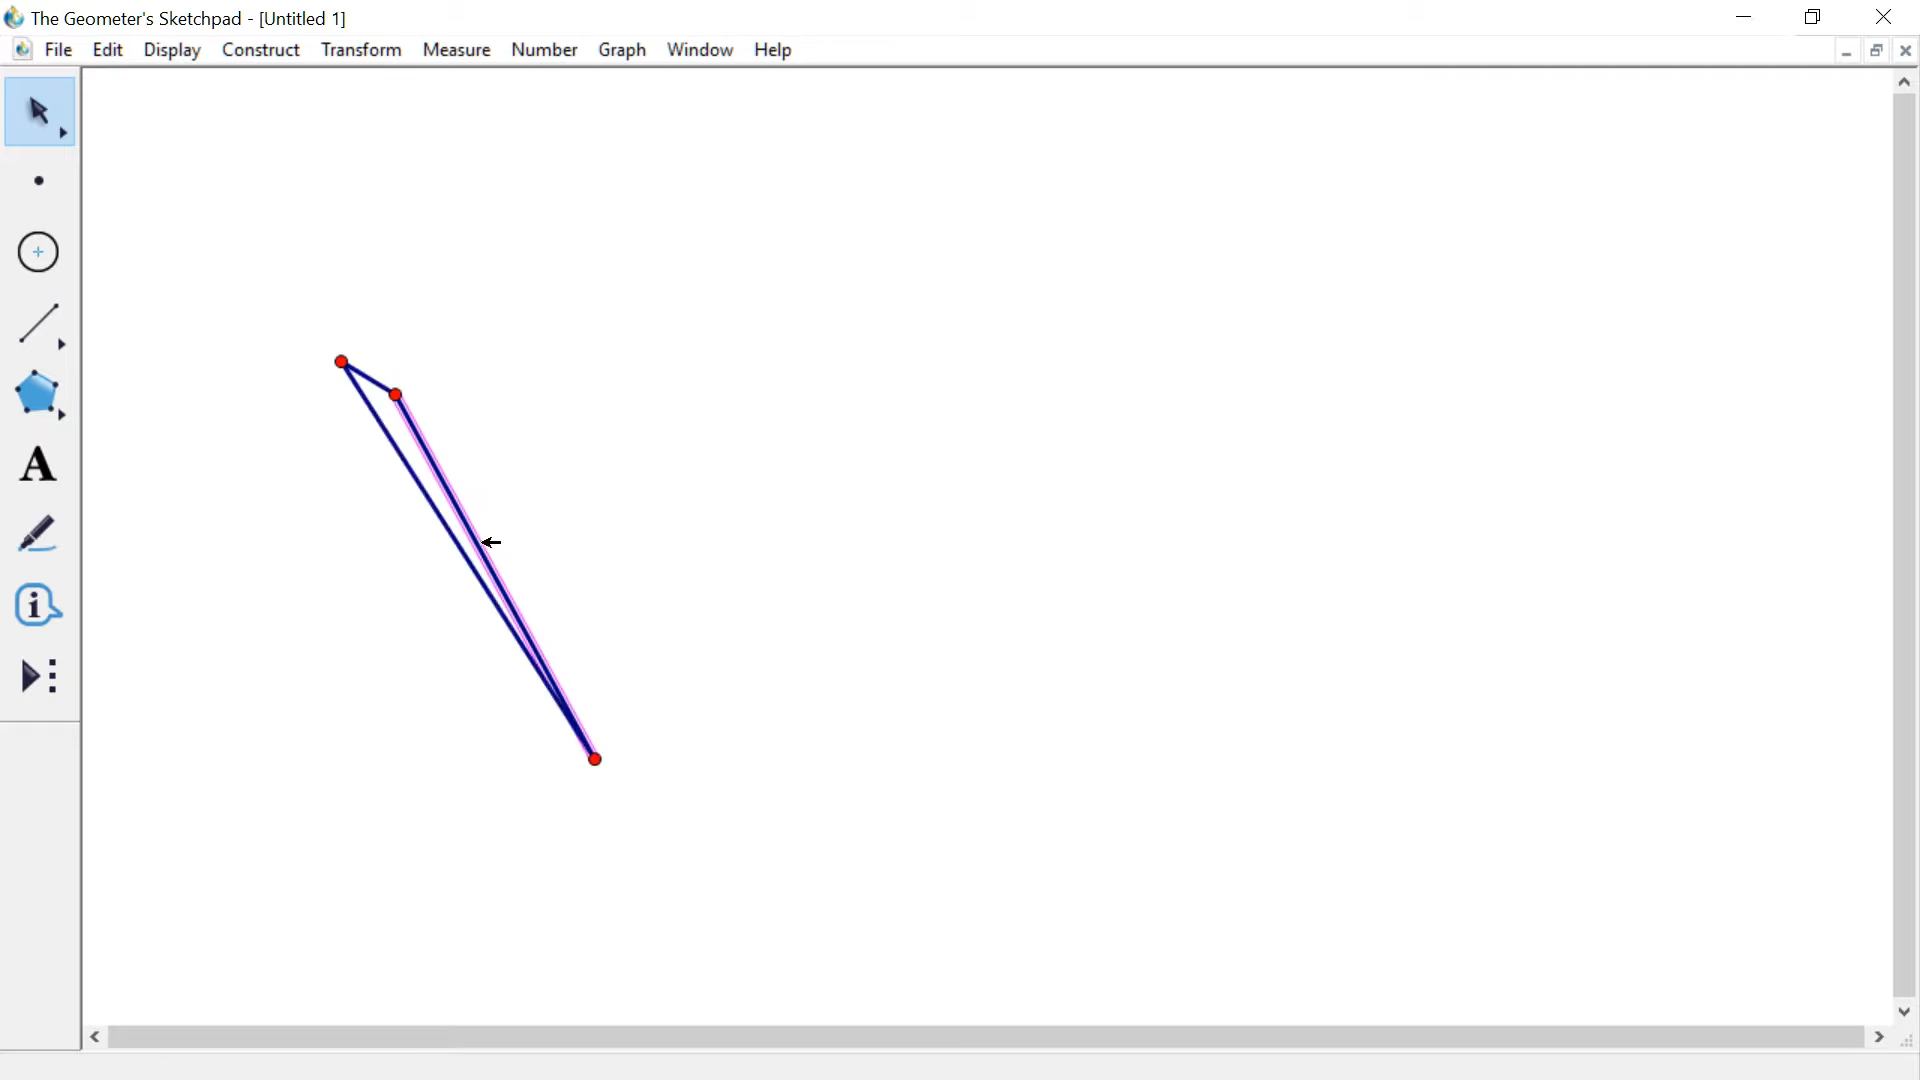 The Geometer's Sketchpad - [Untitled 1]
File Edit Display Construct Transform Measure Number Graph Window Help
A
i